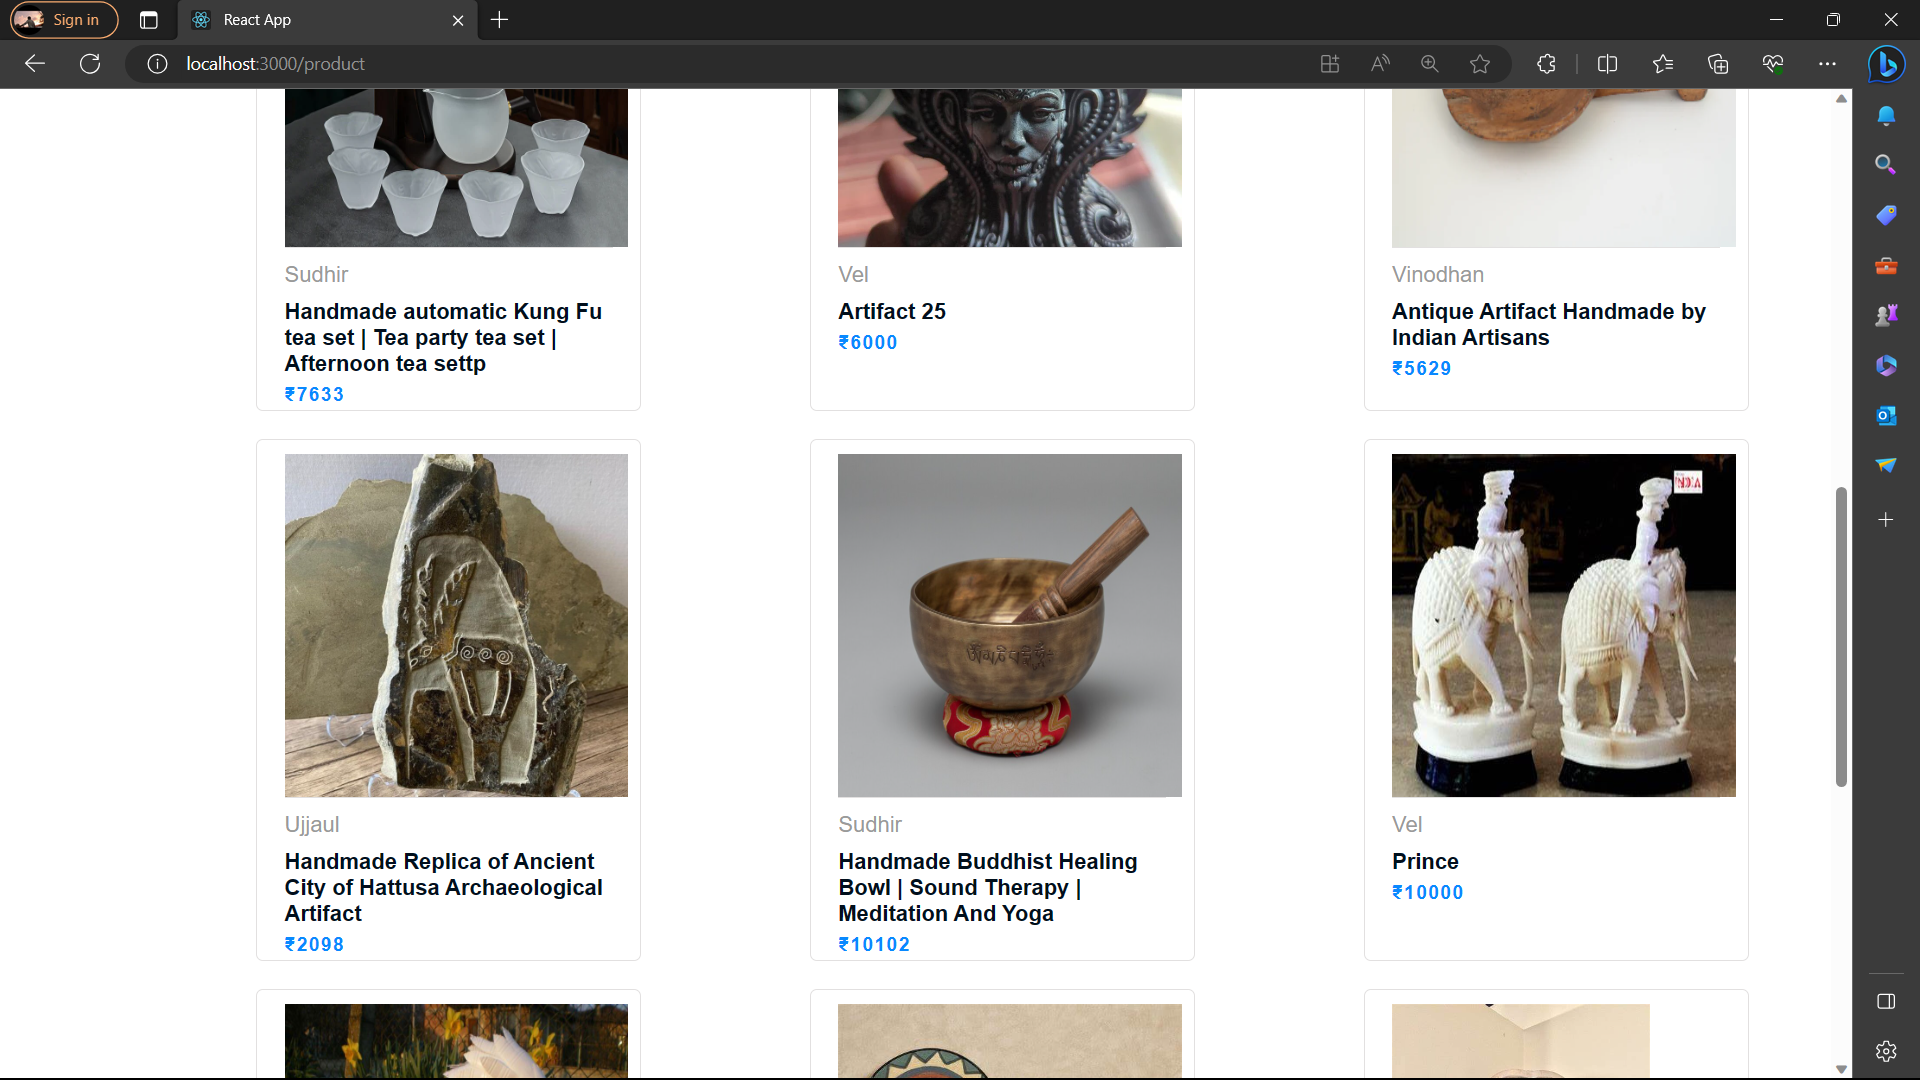 Sign in
React App
localhost:3000/product
Sudhir
Handmade automatic Kung Fu
tea set | Tea party tea set |
Afternoon tea settp
₹7633
Vel
Artifact 25
₹6000
Vinodhan
Antique Artifact Handmade by
Indian Artisans
₹5629
Ujjaul
Handmade Replica of Ancient
City of Hattusa Archaeological
Artifact
₹2098
Sudhir
Handmade Buddhist Healing
Bowl | Sound Therapy |
Meditation And Yoga
₹10102
INDIA
Vel
Prince
₹10000